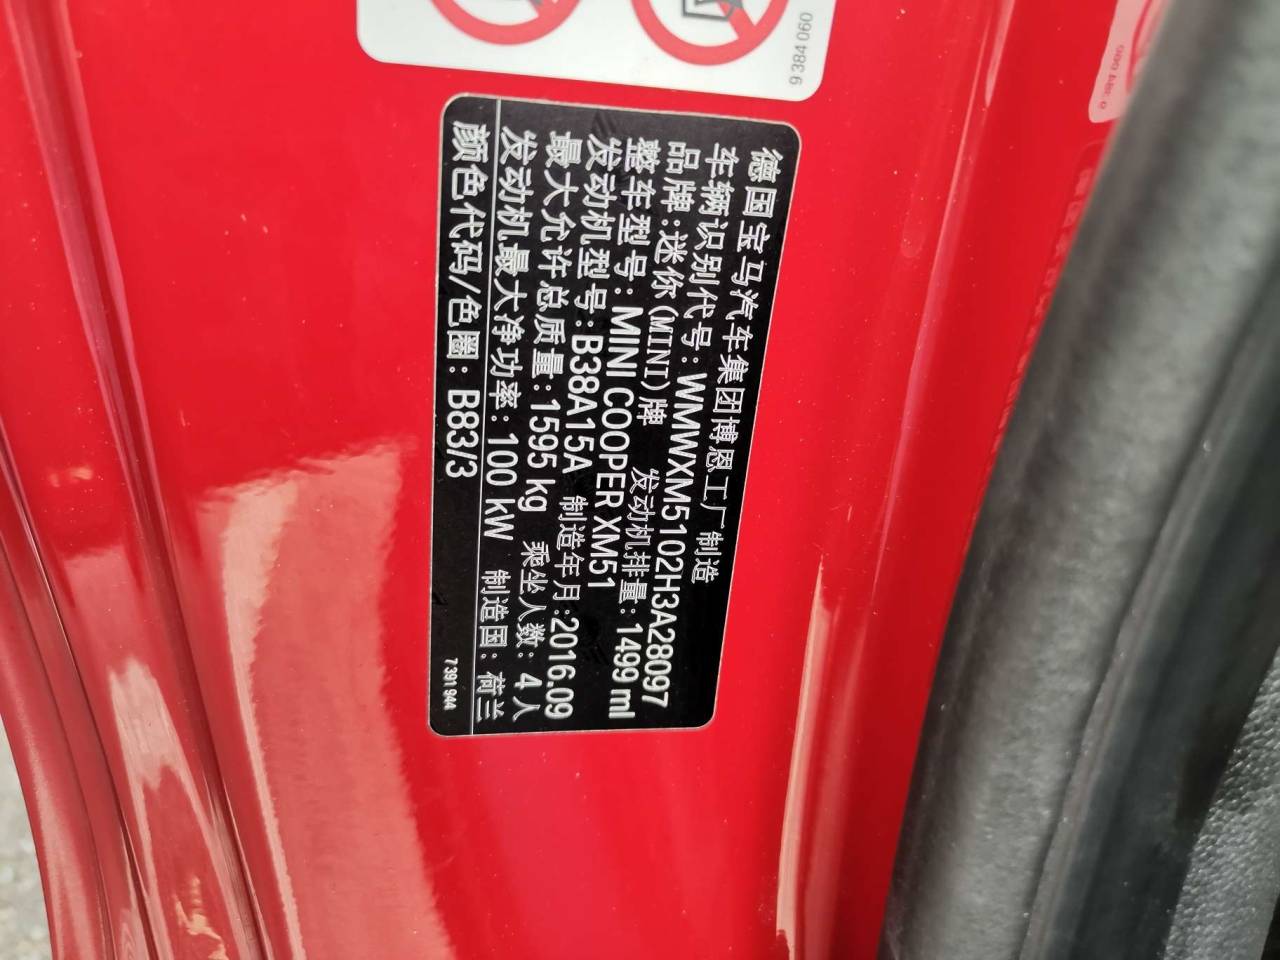 9 384 060
德国宝马汽车集团博恩工厂制造
车辆识别代号:WMWXM5102H3A28097
品牌:迷你(MINI)牌 发动机排量:1499 ml
整车型号:MINI COOPER XM51
发动机型号:B38A15A 制造年月:2016.09
最大允许总质量:1595 kg 乘坐人数:4人
发动机最大净功率:100 kW 制造国:荷兰
颜色代码/色圈:B83/3
7 391 944